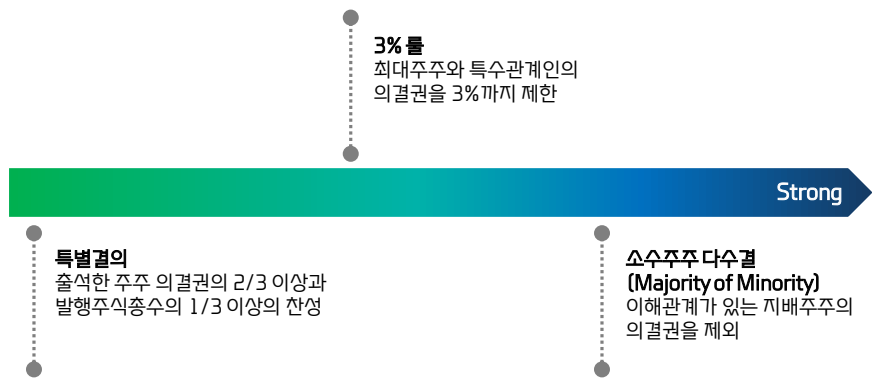 3% 룰
최대주주와 특수관계인의
의결권을 3%까지 제한
Strong
특별결의
출석한 주주 의결권의 2/3 이상과
발행주식총수의 1/3 이상의 찬성
소수주주 다수결
(Majority of Minority)
이해관계가 있는 지배주주의
의결권을 제외